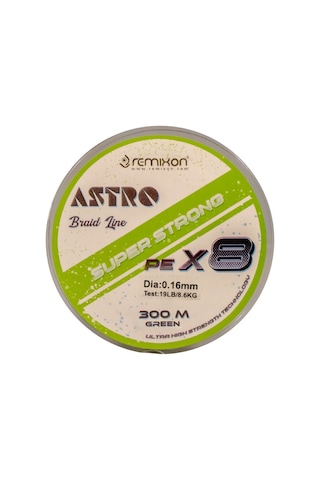 remixon
www.remixon.com
ASTRO
Braid Line
SUPER STRONG
PE X8
Dia:0.16mm
Test:19LB/8.6KG
300 M
GREEN
ULTRA HIGH STRENGTH TECHNOLOGY